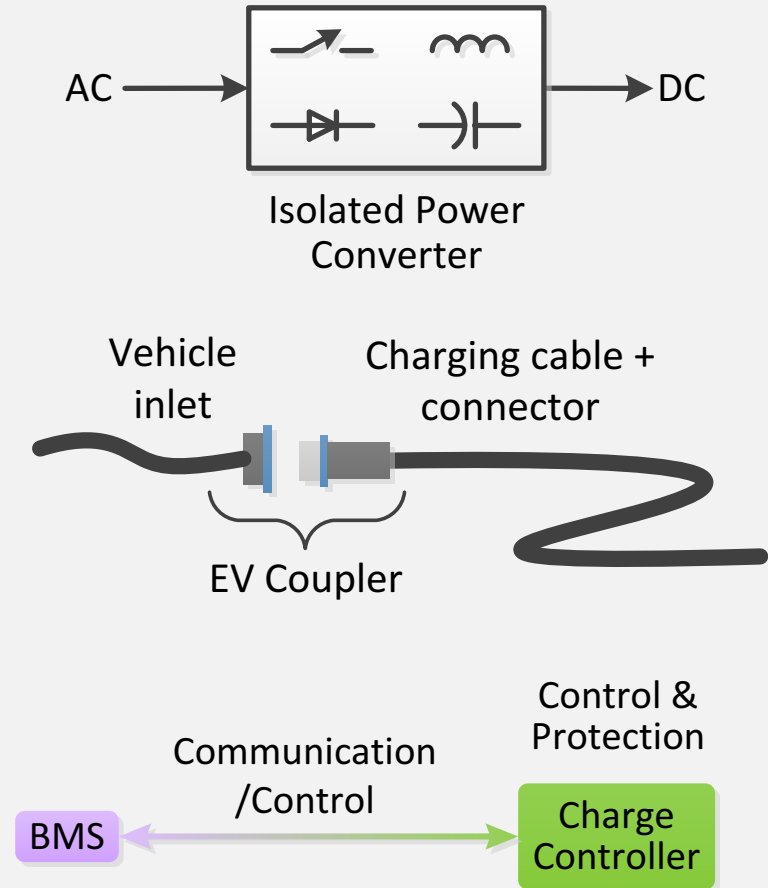 AC
DC
Isolated Power
Converter
Vehicle
inlet
Charging cable +
connector
EV Coupler
Control &
Protection
Communication
/Control
BMS
Charge
Controller